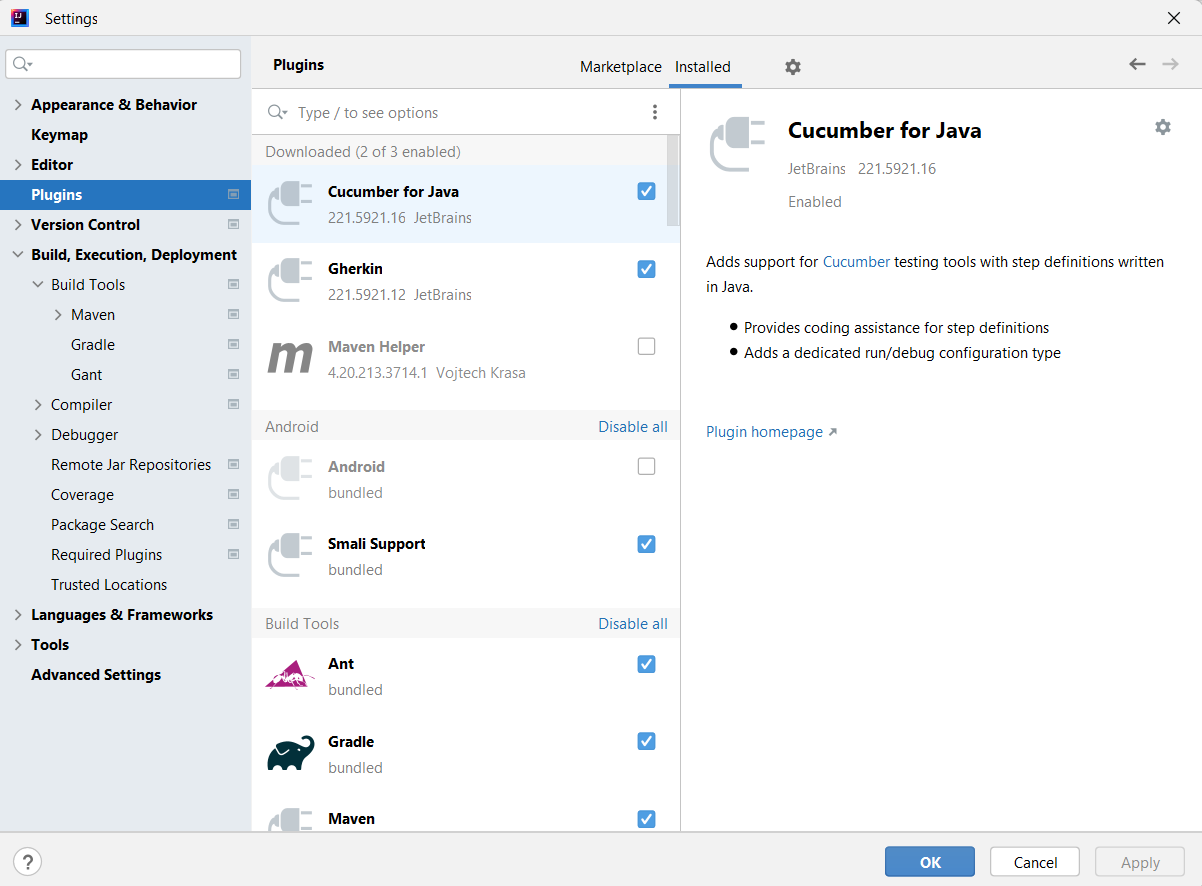 Settings
Appearance & Behavior
Keymap
Editor
Plugins
Version Control
Build, Execution, Deployment
Build Tools
Maven
Gradle
Gant
Compiler
Debugger
Remote Jar Repositories
Coverage
Package Search
Required Plugins
Trusted Locations
Languages & Frameworks
Tools
Advanced Settings
Plugins
Marketplace
Installed
Type / to see options
Downloaded (2 of 3 enabled)
Cucumber for Java
221.5921.16 JetBrains
Gherkin
221.5921.12 JetBrains
Maven Helper
4.20.213.3714.1 Vojtech Krasa
Android Disable all
Android
bundled
Smali Support
bundled
Build Tools Disable all
Ant
bundled
Gradle
bundled
Maven
Cucumber for Java
JetBrains 221.5921.16
Enabled
Adds support for Cucumber testing tools with step definitions written
in Java.
• Provides coding assistance for step definitions
• Adds a dedicated run/debug configuration type
Plugin homepage ↗
?
OK
Cancel
Apply